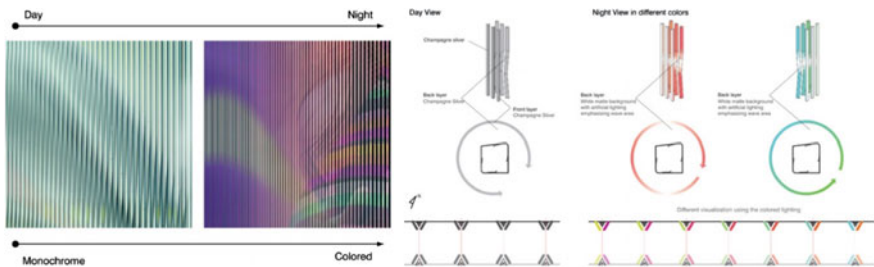 Day
Night
Monochrome
Colored
Day View
Champagne sliver
Back layer
Champagne Silver
Front layer
Champagne Silver
Night View in different colors
Back layer
White matte background
with artificial lighting
emphasizing wave area
Back layer
White matte background
with artificial lighting
emphasizing wave area
Different visualization using the colored lighting